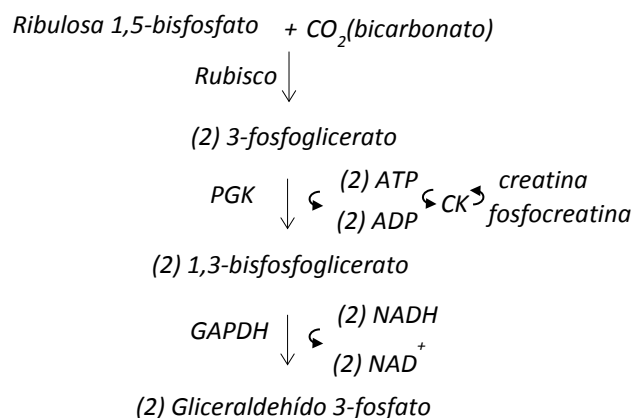 Ribulosa 1,5-bisfosfato + CO2(bicarbonato)
Rubisco
(2) 3-fosfoglicerato
PGK
(2) ATP
(2) ADP
CK
creatina
fosfocreatina
(2) 1,3-bisfosfoglicerato
GAPDH
(2) NADH
(2) NAD+
(2) Gliceraldehído 3-fosfato